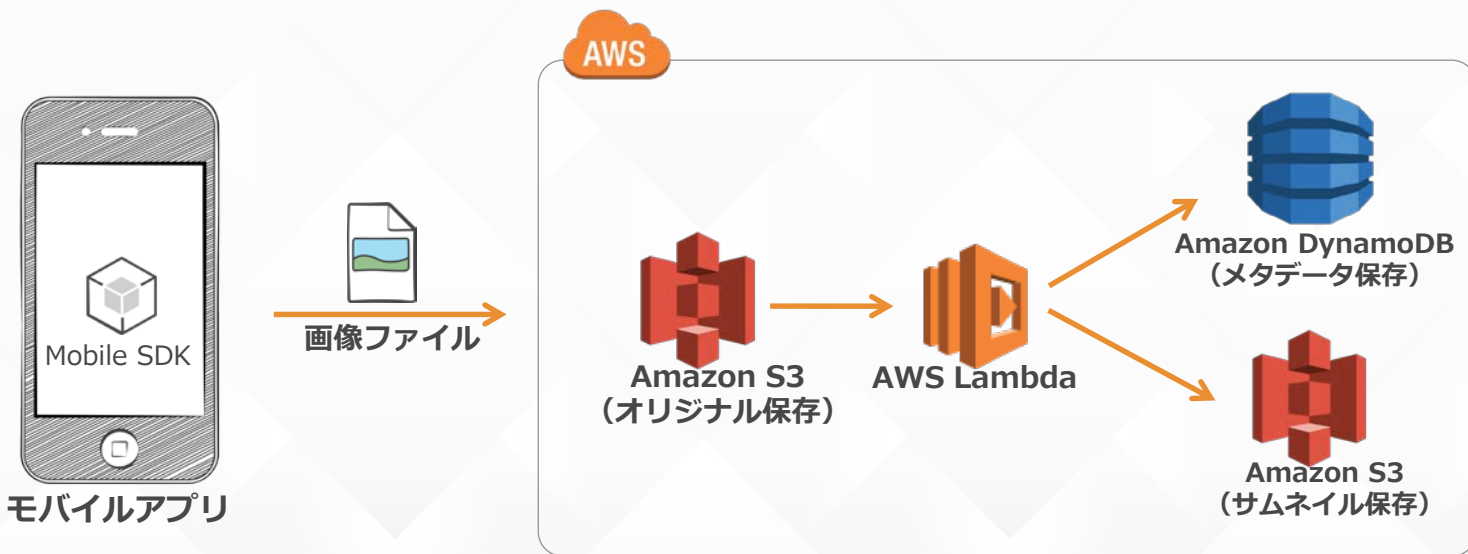 AWS
Mobile SDK
モバイルアプリ
画像ファイル
Amazon S3
（オリジナル保存）
AWS Lambda
Amazon DynamoDB
（メタデータ保存）
Amazon S3
（サムネイル保存）